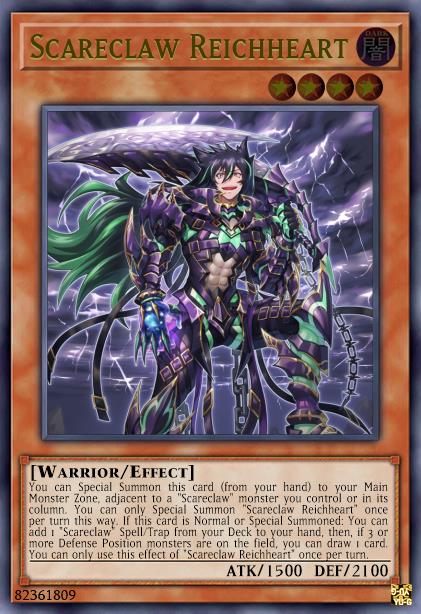 Scareclaw Reichheart
DARK
闇
[Warrior/Effect]
You can Special Summon this card (from your hand) to your Main
Monster Zone, adjacent to a "Scareclaw" monster you control or in its
column. You can only Special Summon "Scareclaw Reichheart" once
per turn this way. If this card is Normal or Special Summoned: You can
add 1 "Scareclaw" Spell/Trap from your Deck to your hand, then, if 3 or
more Defense Position monsters are on the field, you can draw 1 card.
You can only use this effect of "Scareclaw Reichheart" once per turn.
ATK/1500 DEF/2100
82361809